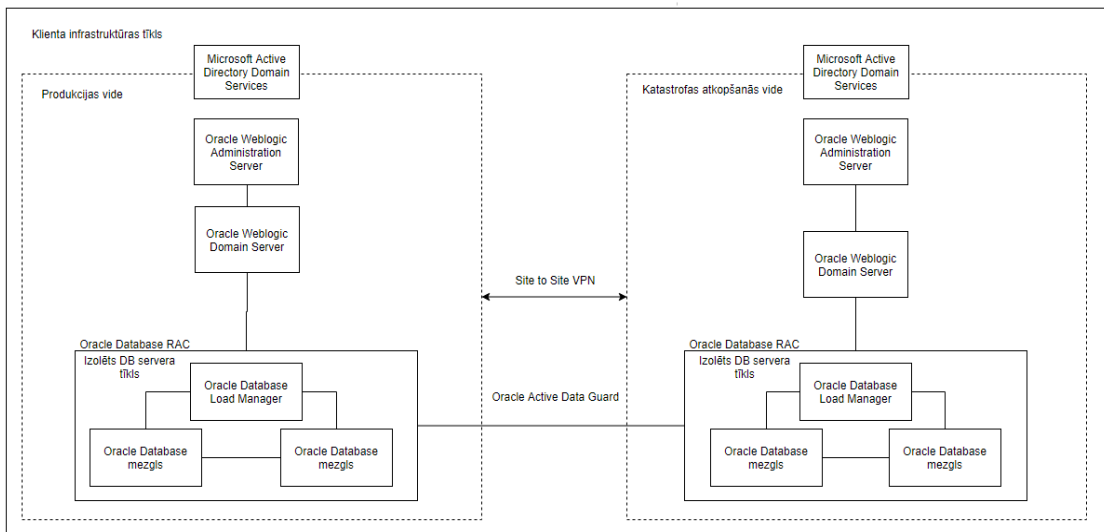 Klienta infrastruktūras tīkls
Microsoft Active
Directory Domain
Services
Produkcijas vide
Oracle Weblogic
Administration
Server
Oracle Weblogic
Domain Server
Oracle Database RAC
Izolēts DB servera
tīkls
Oracle Database
Load Manager
Oracle Database
mezgls
Oracle Database
mezgls
Site to Site VPN
Oracle Active Data Guard
Microsoft Active
Directory Domain
Services
Katastrofas atkopšanās vide
Oracle Weblogic
Administration
Server
Oracle Weblogic
Domain Server
Oracle Database RAC
Izolēts DB servera
tīkls
Oracle Database
Load Manager
Oracle Database
mezgls
Oracle Database
mezgls